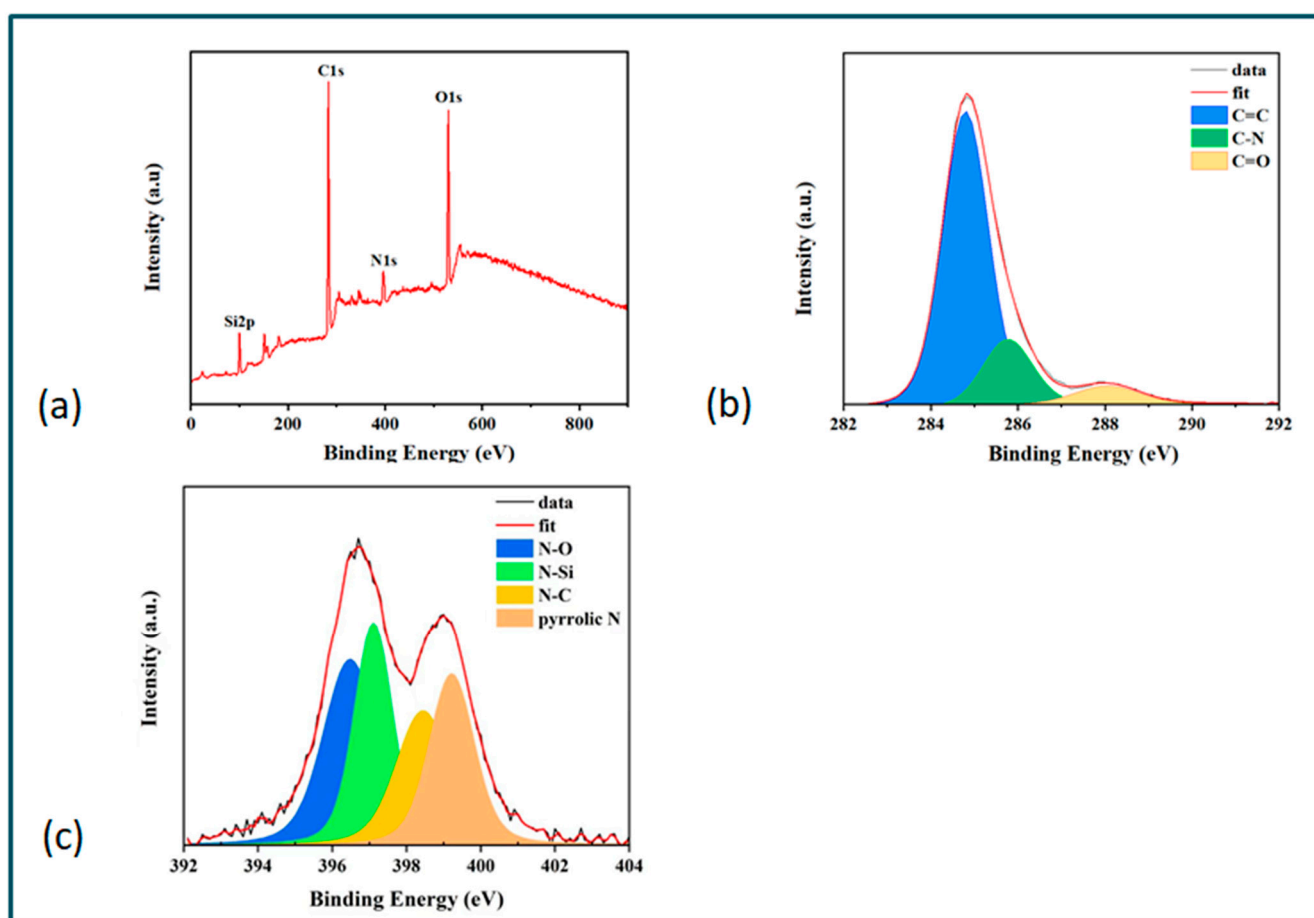 C1s
O1s
N1s
Si2p
Intensity (a.u)
0 200 400 600 800
Binding Energy (eV)
(a)
data
fit
C=C
C-N
C=O
Intensity (a.u.)
282 284 286 288 290 292
Binding Energy (eV)
(b)
data
fit
N-O
N-Si
N-C
pyrrolic N
Intensity (a.u.)
392 394 396 398 400 402 404
Binding Energy (eV)
(c)